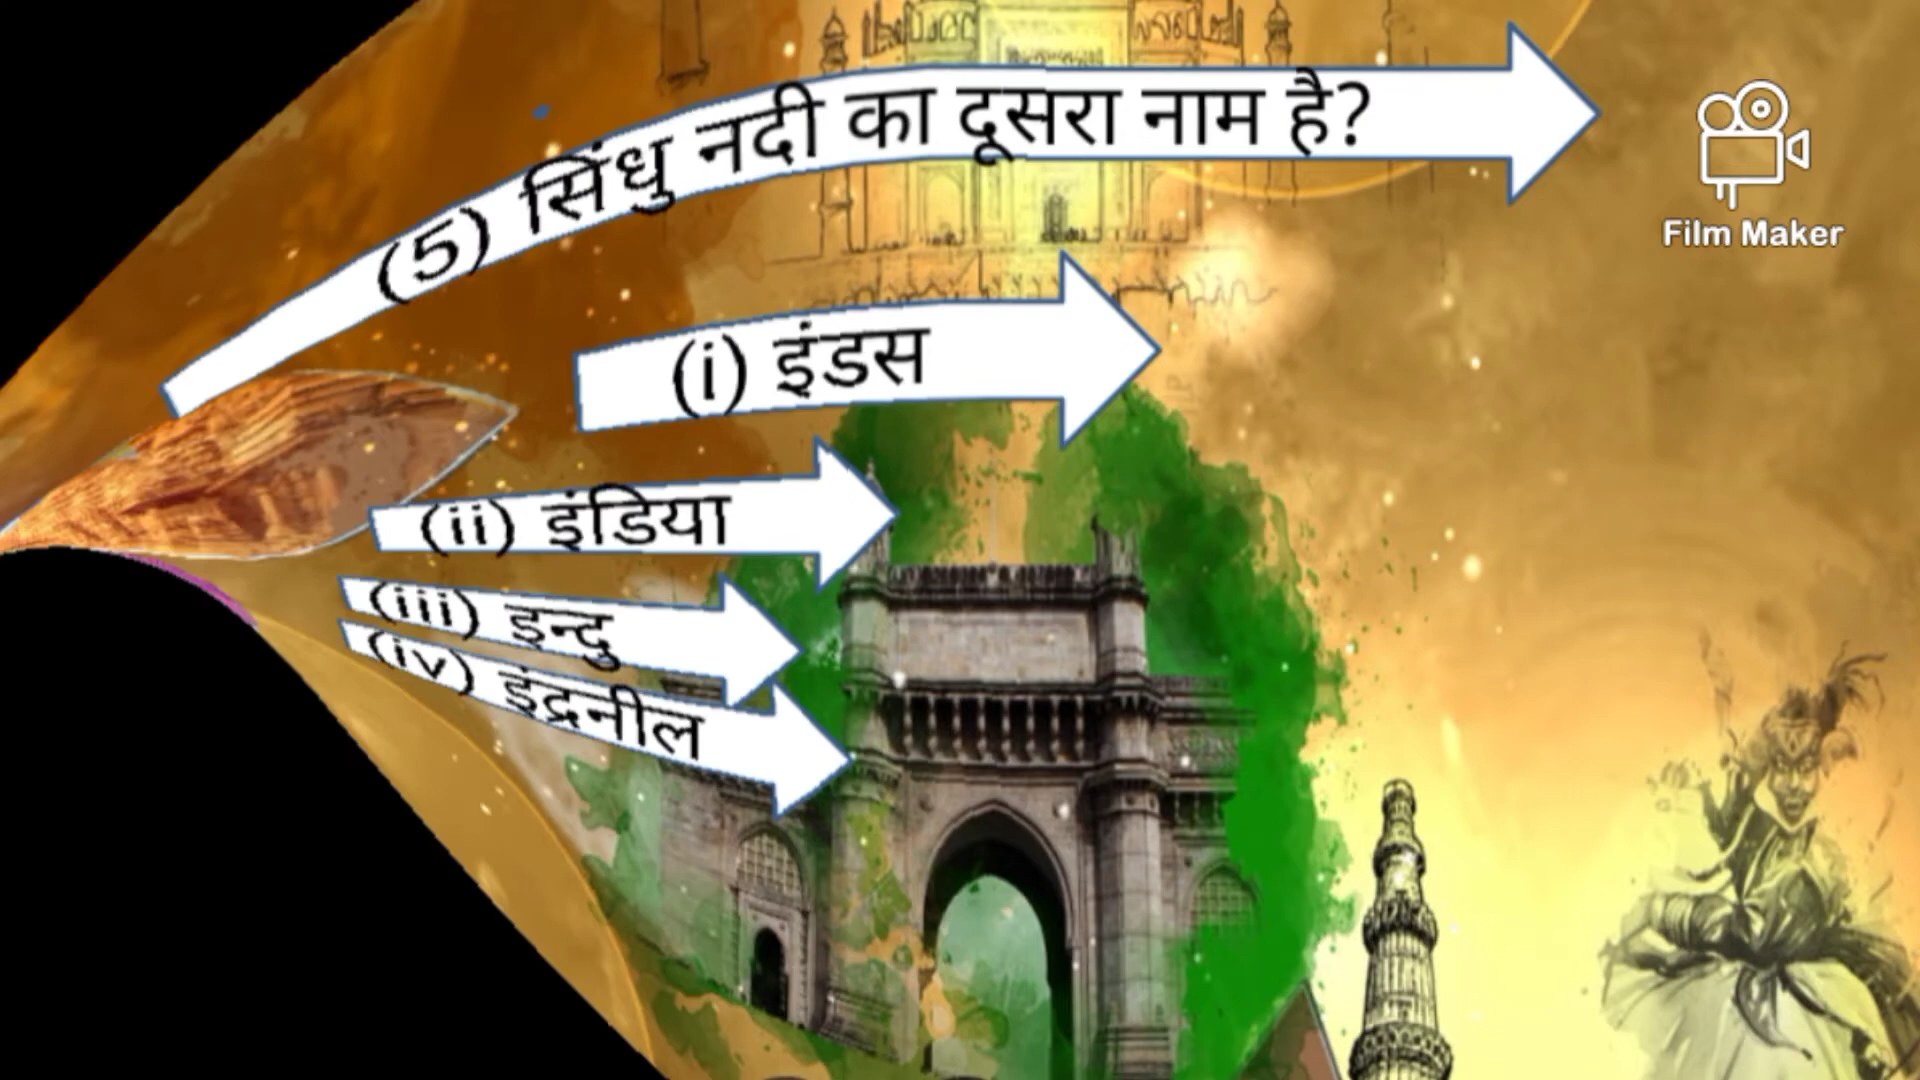 (5) सिंधु नदी का दूसरा नाम है?
Film Maker
(i) इंडस
(ii) इंडिया
(iii) इन्दु
(iv) इंद्रनील